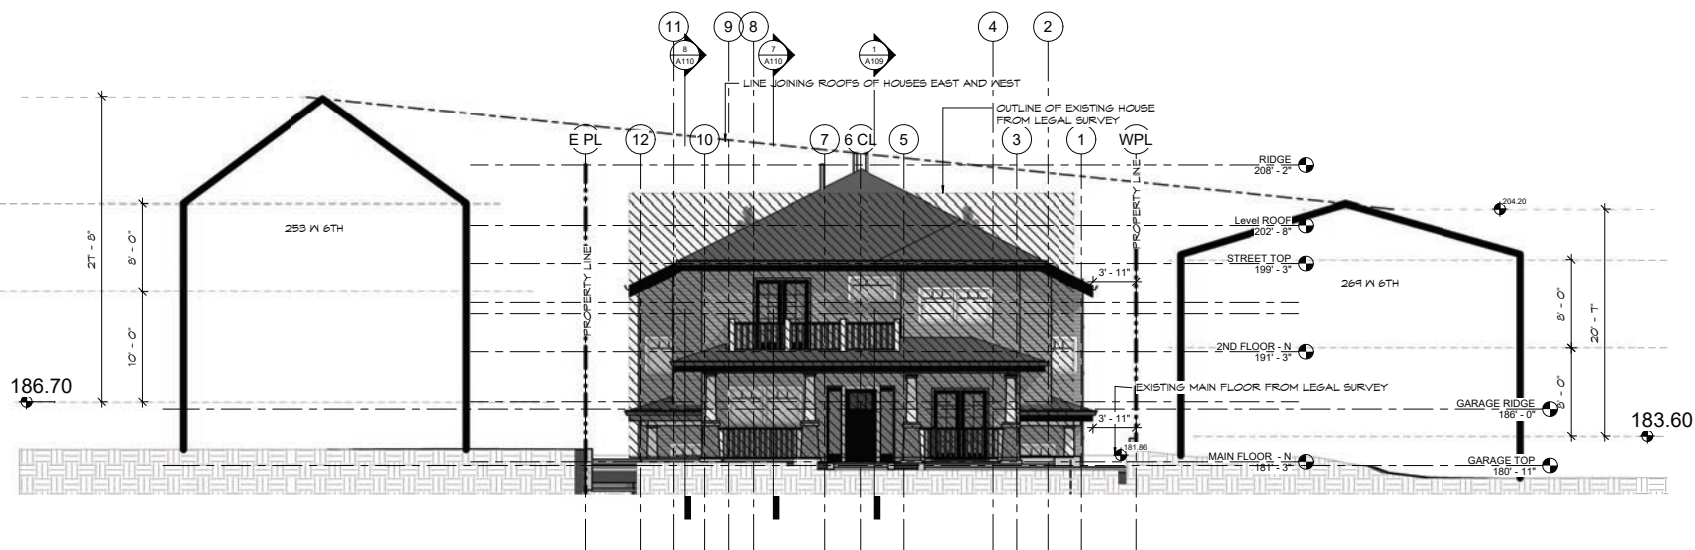 11
9
8
4
2
8
A110
7
A110
1
A109
LINE JOINING ROOFS OF HOUSES EAST AND WEST
OUTLINE OF EXISTING HOUSE
FROM LEGAL SURVEY
E PL
12
10
7
6 CL
5
3
1
WPL
RIDGE
208' - 2"
204.20
253 W 6TH
Level ROOF
202' - 8"
PROPERTY LINE
PROPERTY LINE
STREET TOP
199' - 3"
3' - 11"
269 W 6TH
27' - 8"
8' - 0"
10' - 0"
8' - 0"
20' - 7"
8' - 0"
2ND FLOOR - N
191' - 3"
186.70
EXISTING MAIN FLOOR FROM LEGAL SURVEY
GARAGE RIDGE
186' - 0"
183.60
3' - 11"
181.86
MAIN FLOOR - N
181' - 3"
GARAGE TOP
180' - 11"